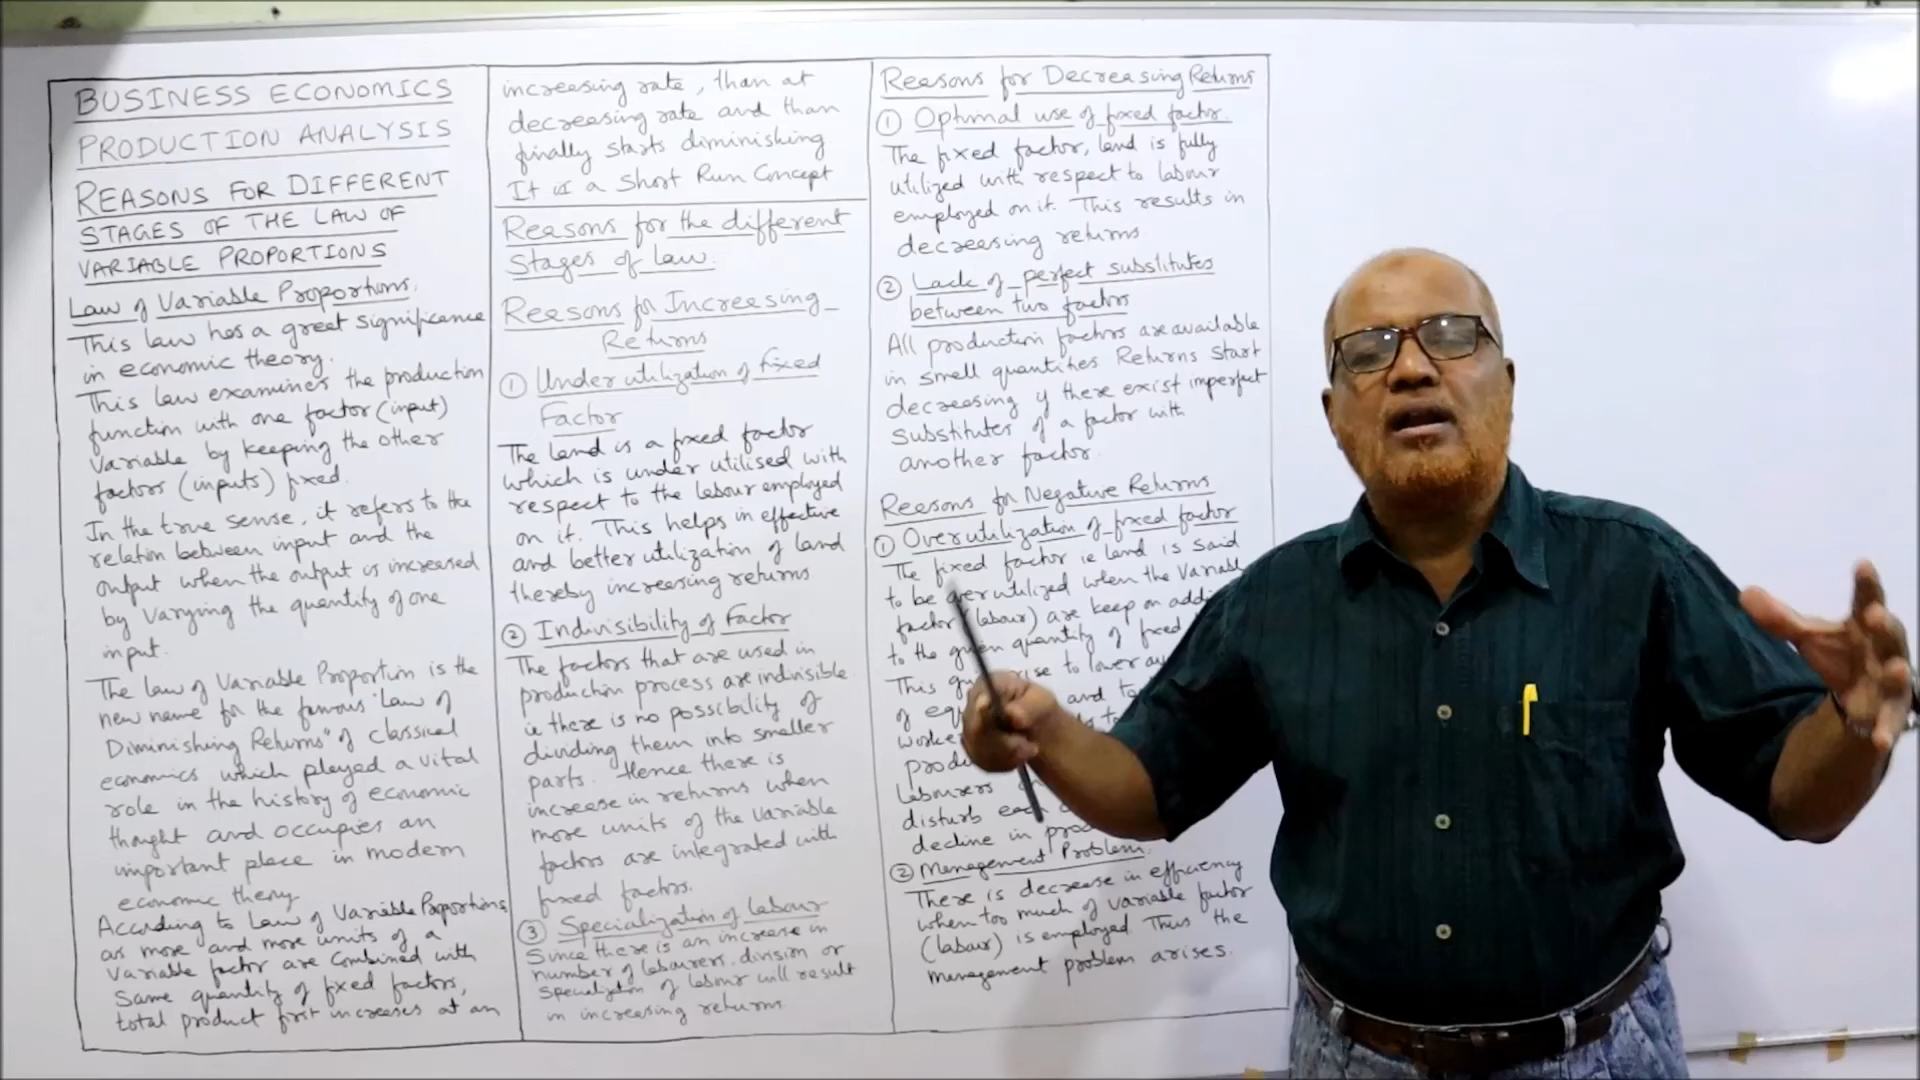 BUSINESS ECONOMICS
PRODUCTION ANALYSIS
REASONS FOR DIFFERENT
STAGES OF THE LAW OF
VARIABLE PROPORTIONS
Law of Variable Proportions.
This law has a great significance
in economic theory.
This law examines the production
function with one factor (input)
variable by keeping the other
factors (inputs) fixed.
In the true sense, it refers to the
relation between input and the
output when the output is increased
by varying the quantity of one
input.
The law of Variable Proportion is the
new name for the famous "Law of
Diminishing Returns" of classical
economics which played a vital
role in the history of economic
thought and occupies an
important place in modern
economic theory
According to Law of Variable Proportions,
as more and more units of a
variable factor are combined with
same quantity of fixed factors,
total product first increases at an
increasing rate, than at
decreasing rate and than
finally starts diminishing
It is a Short Run Concept
Reasons for the different
Stages of Law.
Reasons for Increasing
Returns
① Under utilization of fixed
Factor
The land is a fixed factor
which is under utilised with
respect to the labour employed
on it. This helps in effective
and better utilization of land
thereby increasing returns
② Indivisibility of Factor
The factors that are used in
production process are indivisible
ie there is no possibility of
dividing them into smaller
parts. Hence there is
increase in returns when
more units of the variable
factors are integrated with
fixed factors.
③ Specialization of labour
Since there is an increase in
number of labourers, division or
of labour will result
in increasing returns
Reasons for Decreasing Returns
① Optimal use of fixed factor.
The fixed factor, land is fully
utilized with respect to labour
employed on it. This results in
decreasing returns
② Lack of perfect substitutes
between two factors
All production factors are available
in small quantities Returns start
decreasing if there exist imperfect
substitutes of a factor with
another factor.
Reasons for Negative Returns
① Over utilization of fixed factor
The fixed factor ie land is said
to be over utilized when the Variable
factor (labour) are keep on
to the given quantity of fixed
This rise to lower
of and
disturb
decline in
② Management Problem.
There is decrease in efficiency
when too much of variable factor
(labour) is employed Thus the
management problem arises.